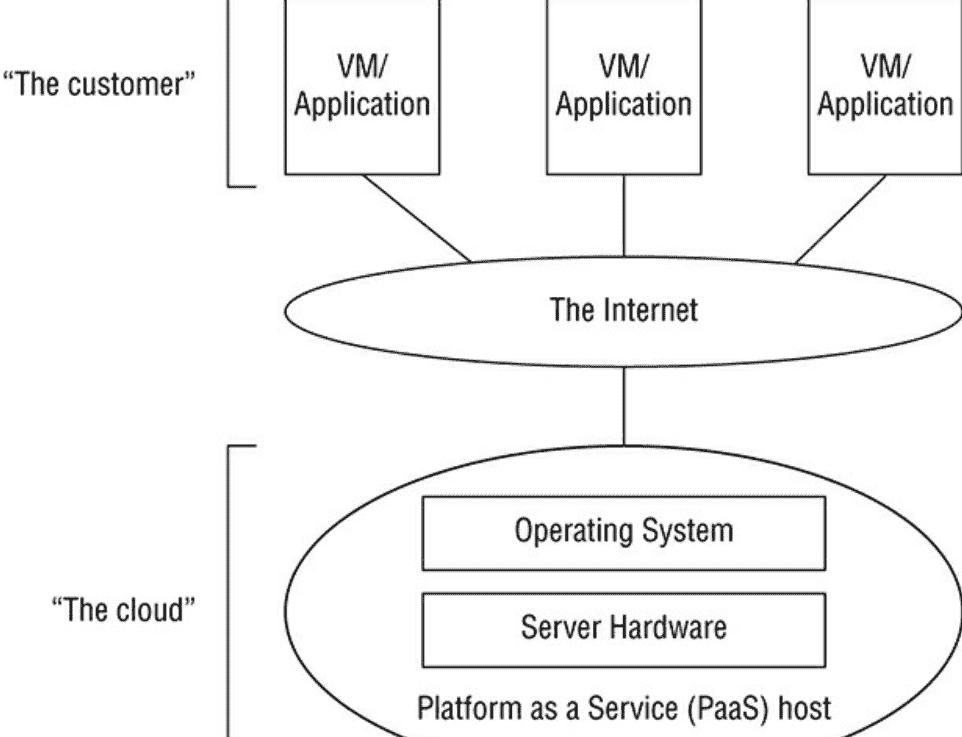 “The customer”
VM/
Application
VM/
Application
VM/
Application
The Internet
“The cloud”
Operating System
Server Hardware
Platform as a Service (PaaS) host